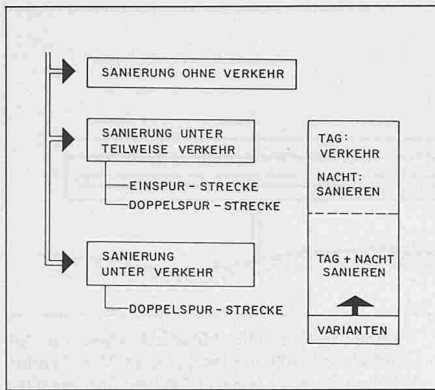 SANIERUNG OHNE VERKEHR
SANIERUNG UNTER
TEILWEISE VERKEHR
EINSPUR-STRECKE
DOPPELSPUR-STRECKE
SANIERUNG
UNTER VERKEHR
DOPPELSPUR-STRECKE
TAG:
VERKEHR
NACHT:
SANIEREN
TAG + NACHT
SANIEREN
VARIANTEN